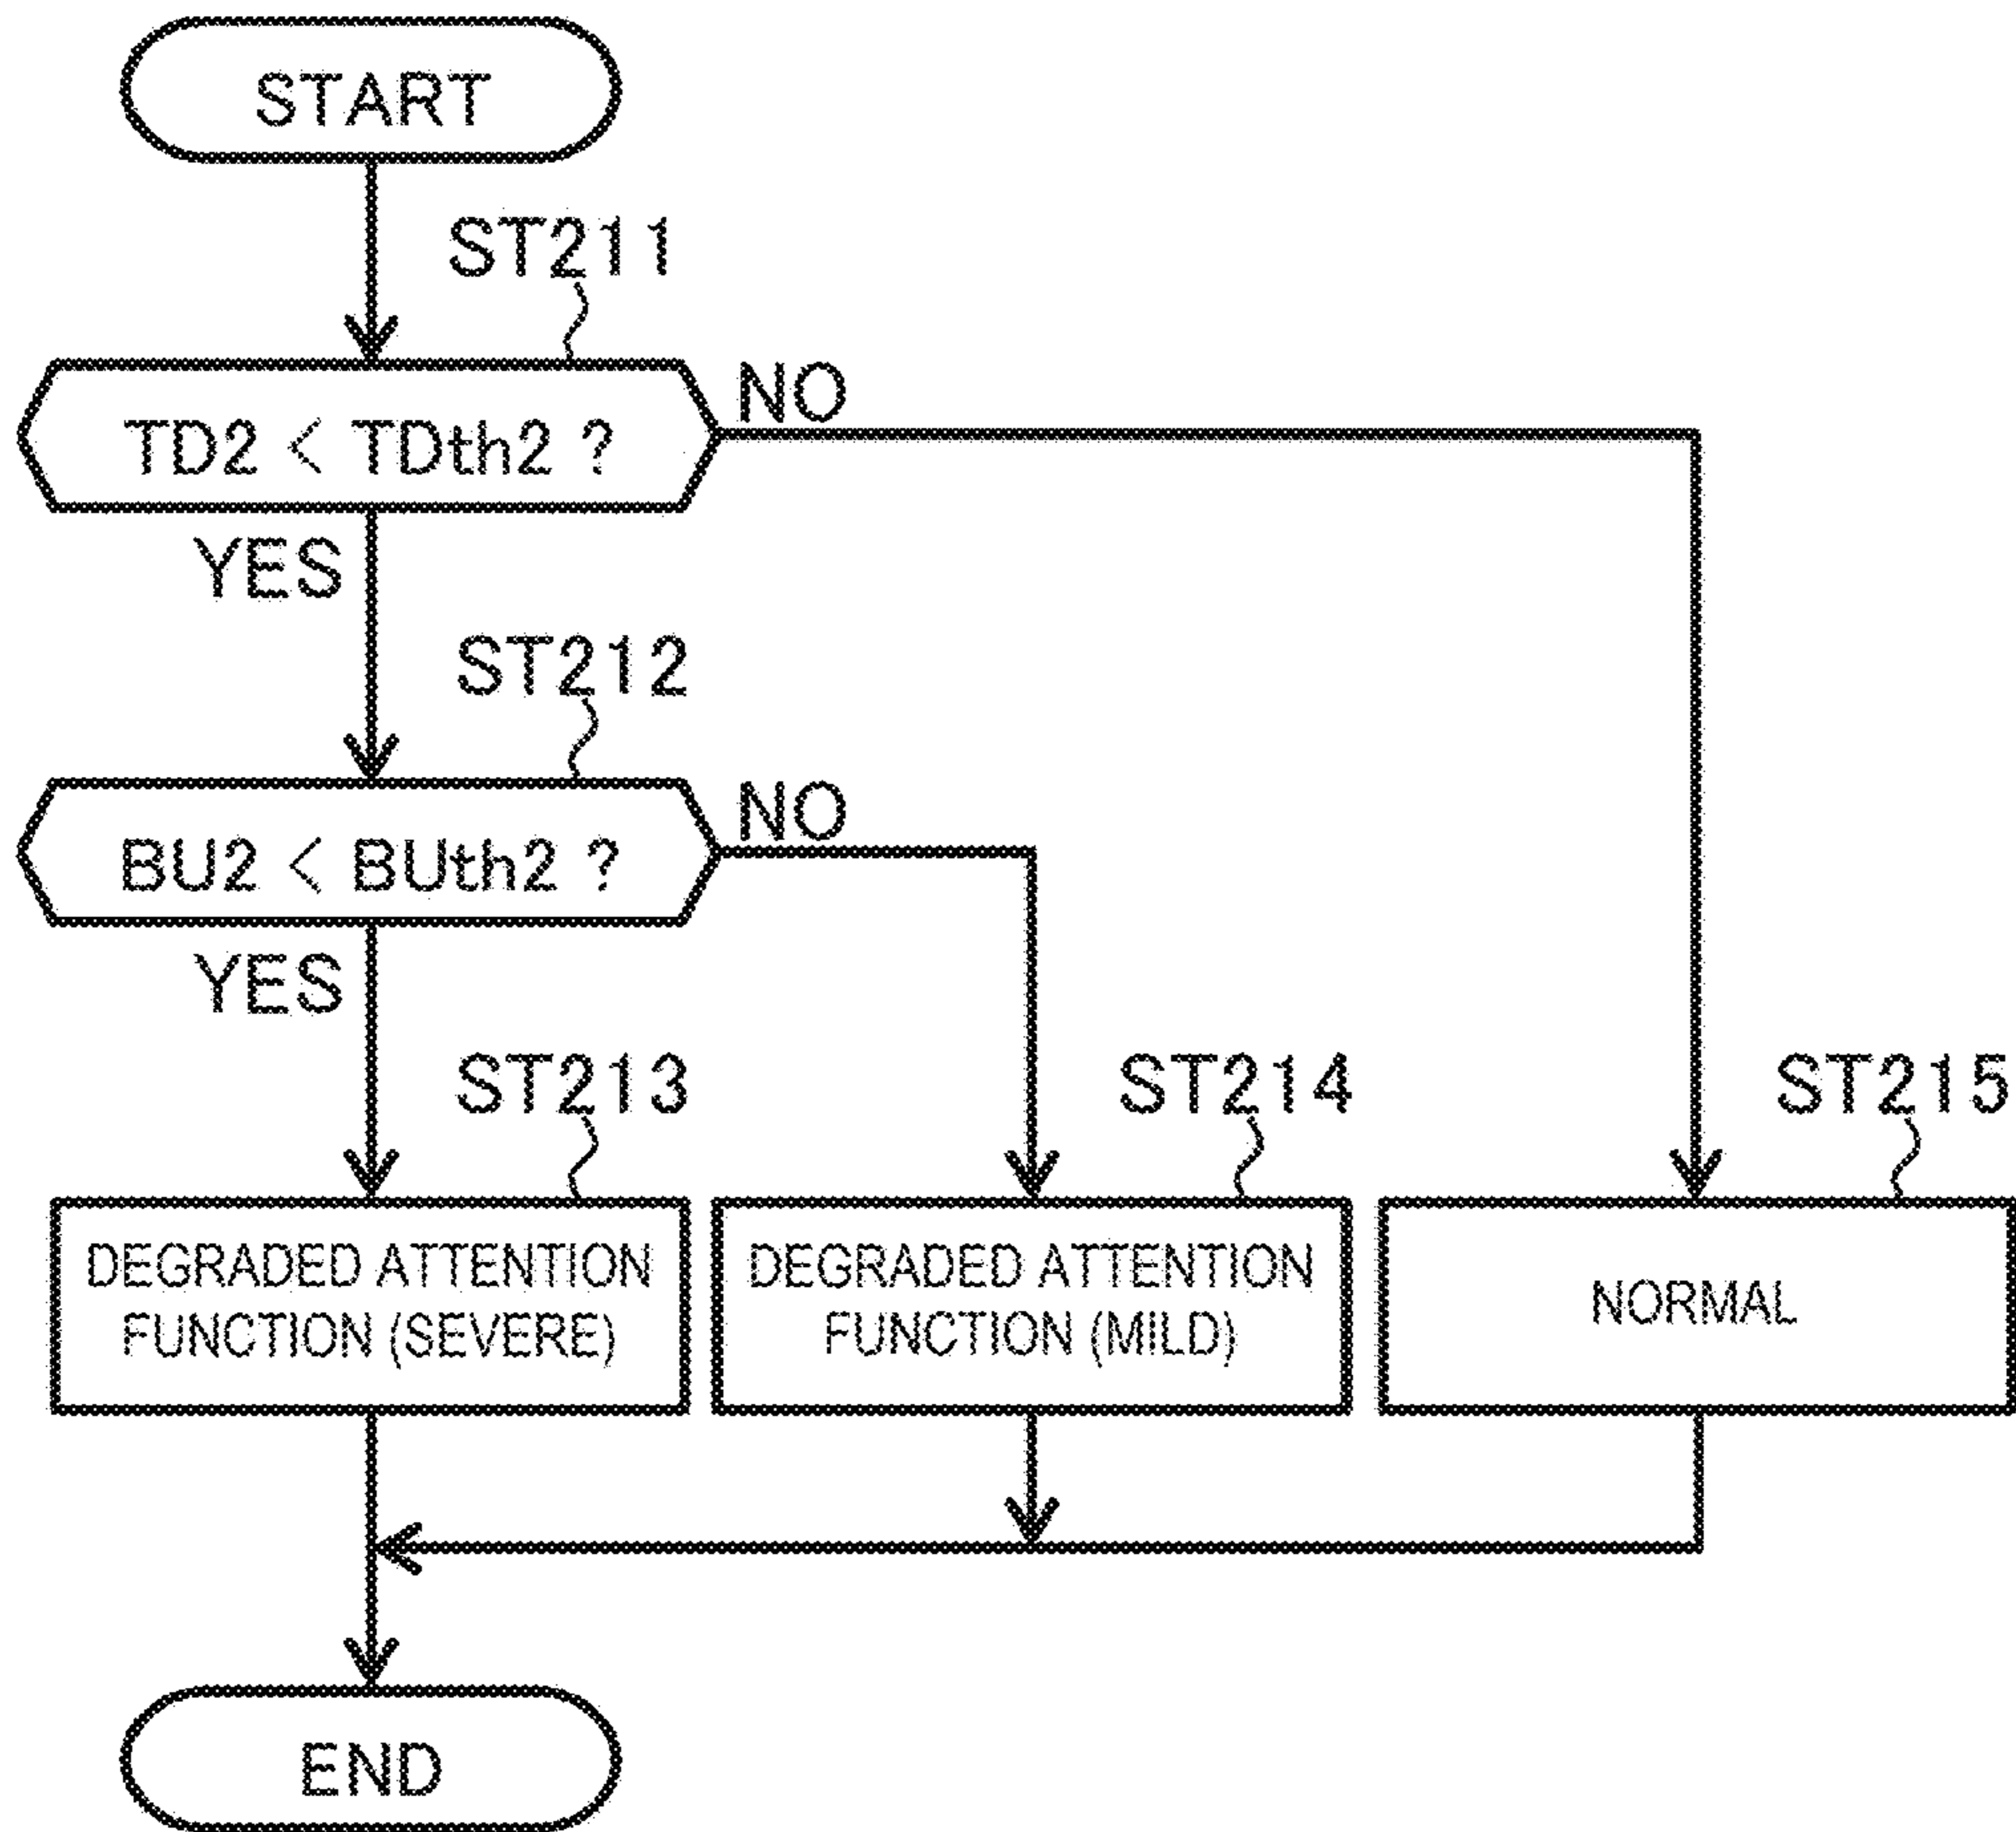 START
ST211
TD2 < TDth2 ?
NO
YES
ST212
BU2 < BUth2 ?
NO
YES
ST213
ST214
ST215
DEGRADED ATTENTION
FUNCTION (SEVERE)
DEGRADED ATTENTION
FUNCTION (MILD)
NORMAL
END